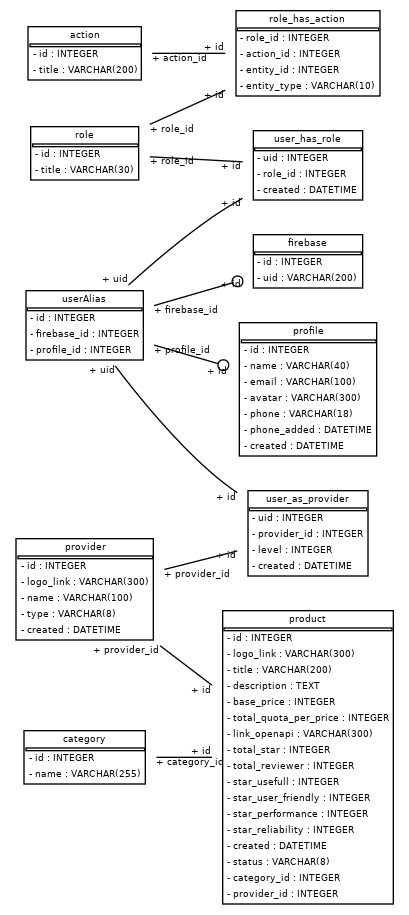 action
- id : INTEGER
- title : VARCHAR(200)
+ id
+ action_id
role_has_action
- role_id : INTEGER
- action_id : INTEGER
- entity_id : INTEGER
- entity_type : VARCHAR(10)
+ id
+ role_id
role
- id : INTEGER
- title : VARCHAR(30)
+ role_id
+ id
user_has_role
- uid : INTEGER
- role_id : INTEGER
- created : DATETIME
+ id
+ uid
firebase
- id : INTEGER
- uid : VARCHAR(200)
+ id
+ firebase_id
userAlias
- id : INTEGER
- firebase_id : INTEGER
- profile_id : INTEGER
+ profile_id
+ id
+ uid
profile
- id : INTEGER
- name : VARCHAR(40)
- email : VARCHAR(100)
- avatar : VARCHAR(300)
- phone : VARCHAR(18)
- phone_added : DATETIME
- created : DATETIME
+ id
user_as_provider
- uid : INTEGER
- provider_id : INTEGER
- level : INTEGER
- created : DATETIME
provider
- id : INTEGER
- logo_link : VARCHAR(300)
- name : VARCHAR(100)
- type : VARCHAR(8)
- created : DATETIME
+ id
+ provider_id
+ provider_id
+ id
product
- id : INTEGER
- logo_link : VARCHAR(300)
- title : VARCHAR(200)
- description : TEXT
- base_price : INTEGER
- total_quota_per_price : INTEGER
- link_openapi : VARCHAR(300)
- total_star : INTEGER
- total_reviewer : INTEGER
- star_usefull : INTEGER
- star_user_friendly : INTEGER
- star_performance : INTEGER
- star_reliability : INTEGER
- created : DATETIME
- status : VARCHAR(8)
- category_id : INTEGER
- provider_id : INTEGER
category
- id : INTEGER
- name : VARCHAR(255)
+ id
+ category_id